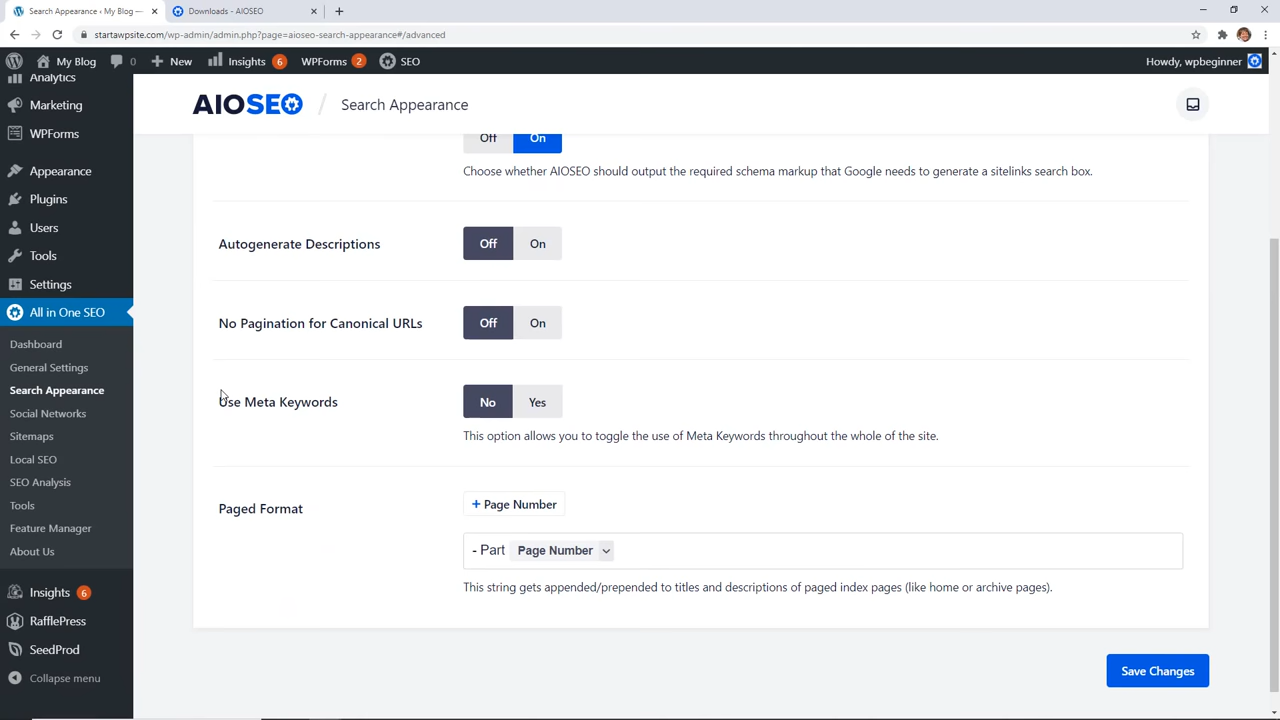 Search Appearance ‹ My Blog —
Downloads - AIOSEO
startawpsite.com/wp-admin/admin.php?page=aioseo-search-appearance#/advanced
My Blog 0 New Insights 6 WPForms 2 SEO Howdy, wpbeginner
Analytics
Marketing
WPForms
Appearance
Plugins
Users
Tools
Settings
All in One SEO
Dashboard
General Settings
Search Appearance
Social Networks
Sitemaps
Local SEO
SEO Analysis
Tools
Feature Manager
About Us
Insights 6
RafflePress
SeedProd
Collapse menu
AIOSEO / Search Appearance
Off On
Choose whether AIOSEO should output the required schema markup that Google needs to generate a sitelinks search box.
Autogenerate Descriptions Off On
No Pagination for Canonical URLs Off On
Use Meta Keywords No Yes
This option allows you to toggle the use of Meta Keywords throughout the whole of the site.
Paged Format + Page Number
- Part Page Number
This string gets appended/prepended to titles and descriptions of paged index pages (like home or archive pages).
Save Changes